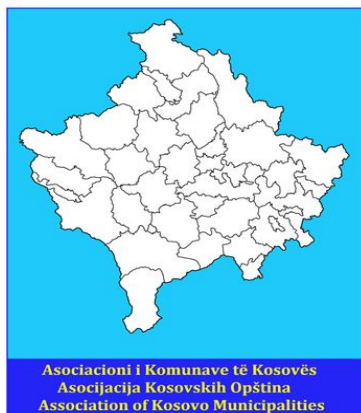 Asociacioni i Komunave të Kosovës
Asocijacija Kosovskih Opština
Association of Kosovo Municipalities